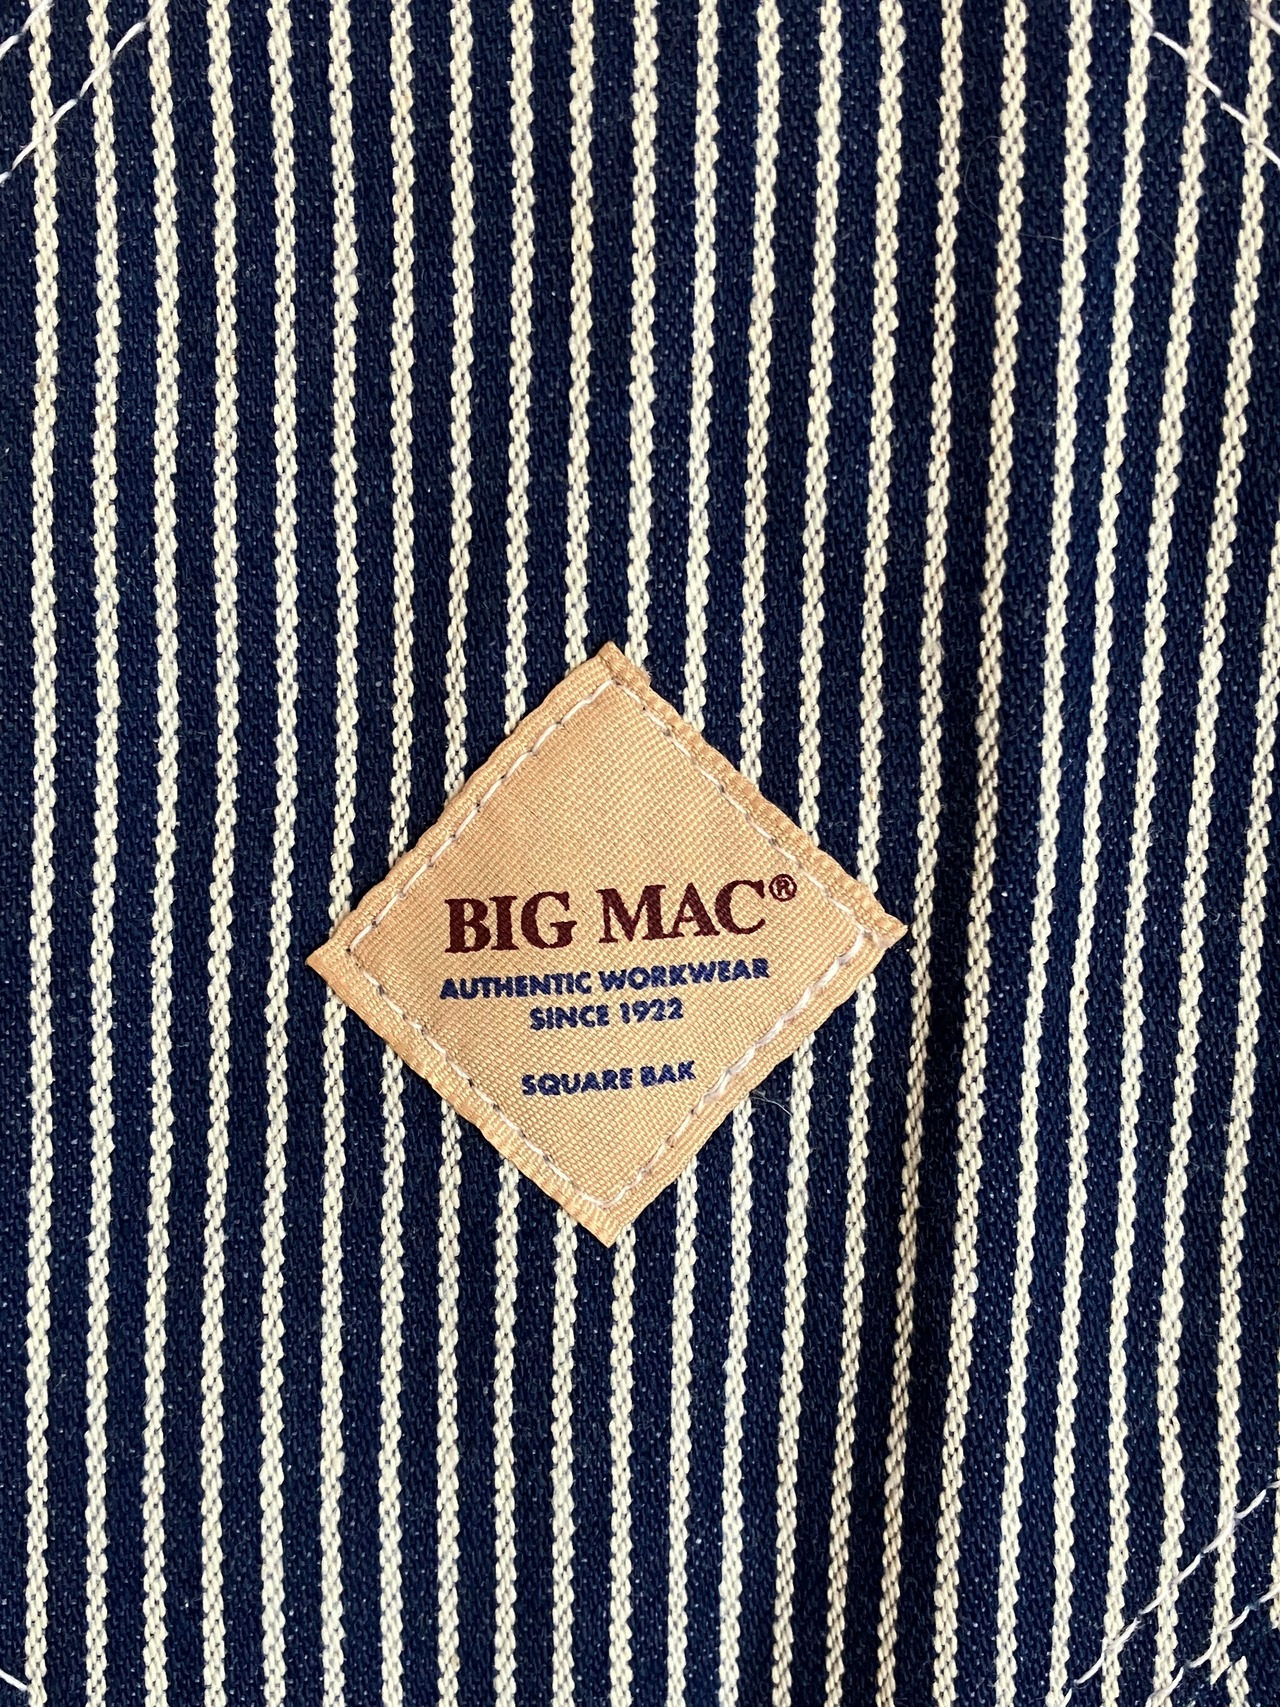 BIG MAC®
AUTHENTIC WORKWEAR
SINCE 1922
SQUARE BAK